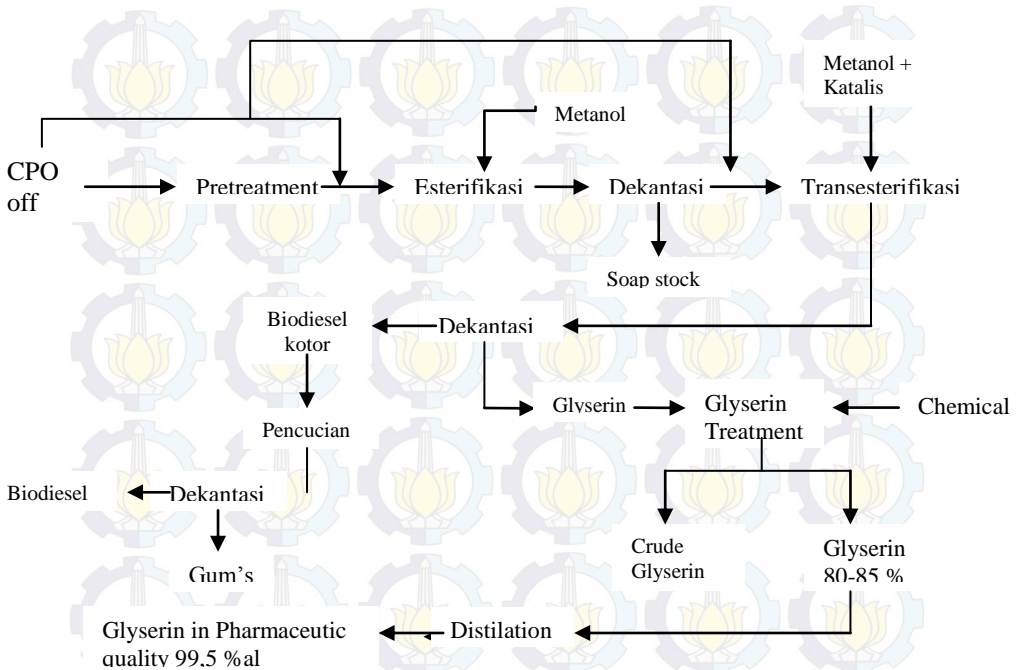 Metanol +
Katalis
Metanol
CPO
off
Pretreatment
Esterifikasi
Dekantasi
Transesterifikasi
Soap stock
Biodiesel
kotor
Dekantasi
Glyserin
Glyserin
Treatment
Chemical
Pencucian
Biodiesel
Dekantasi
Gum's
Crude
Glyserin
Glyserin
80-85 %
Glyserin in Pharmaceutic
quality 99,5 %al
Distilation